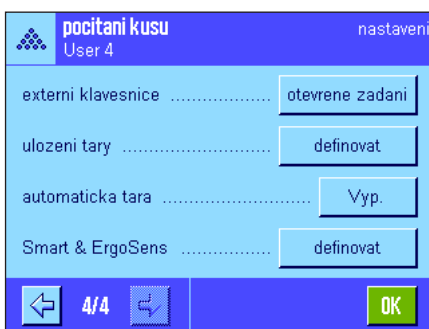 pocitani kusu nastaveni
User 4
externi klavesnice ................... otevrene zadani
ulozeni tary ............................ definovat
automaticka tara ............................ Vyp.
Smart & ErgoSens ................. definovat
4/4 OK